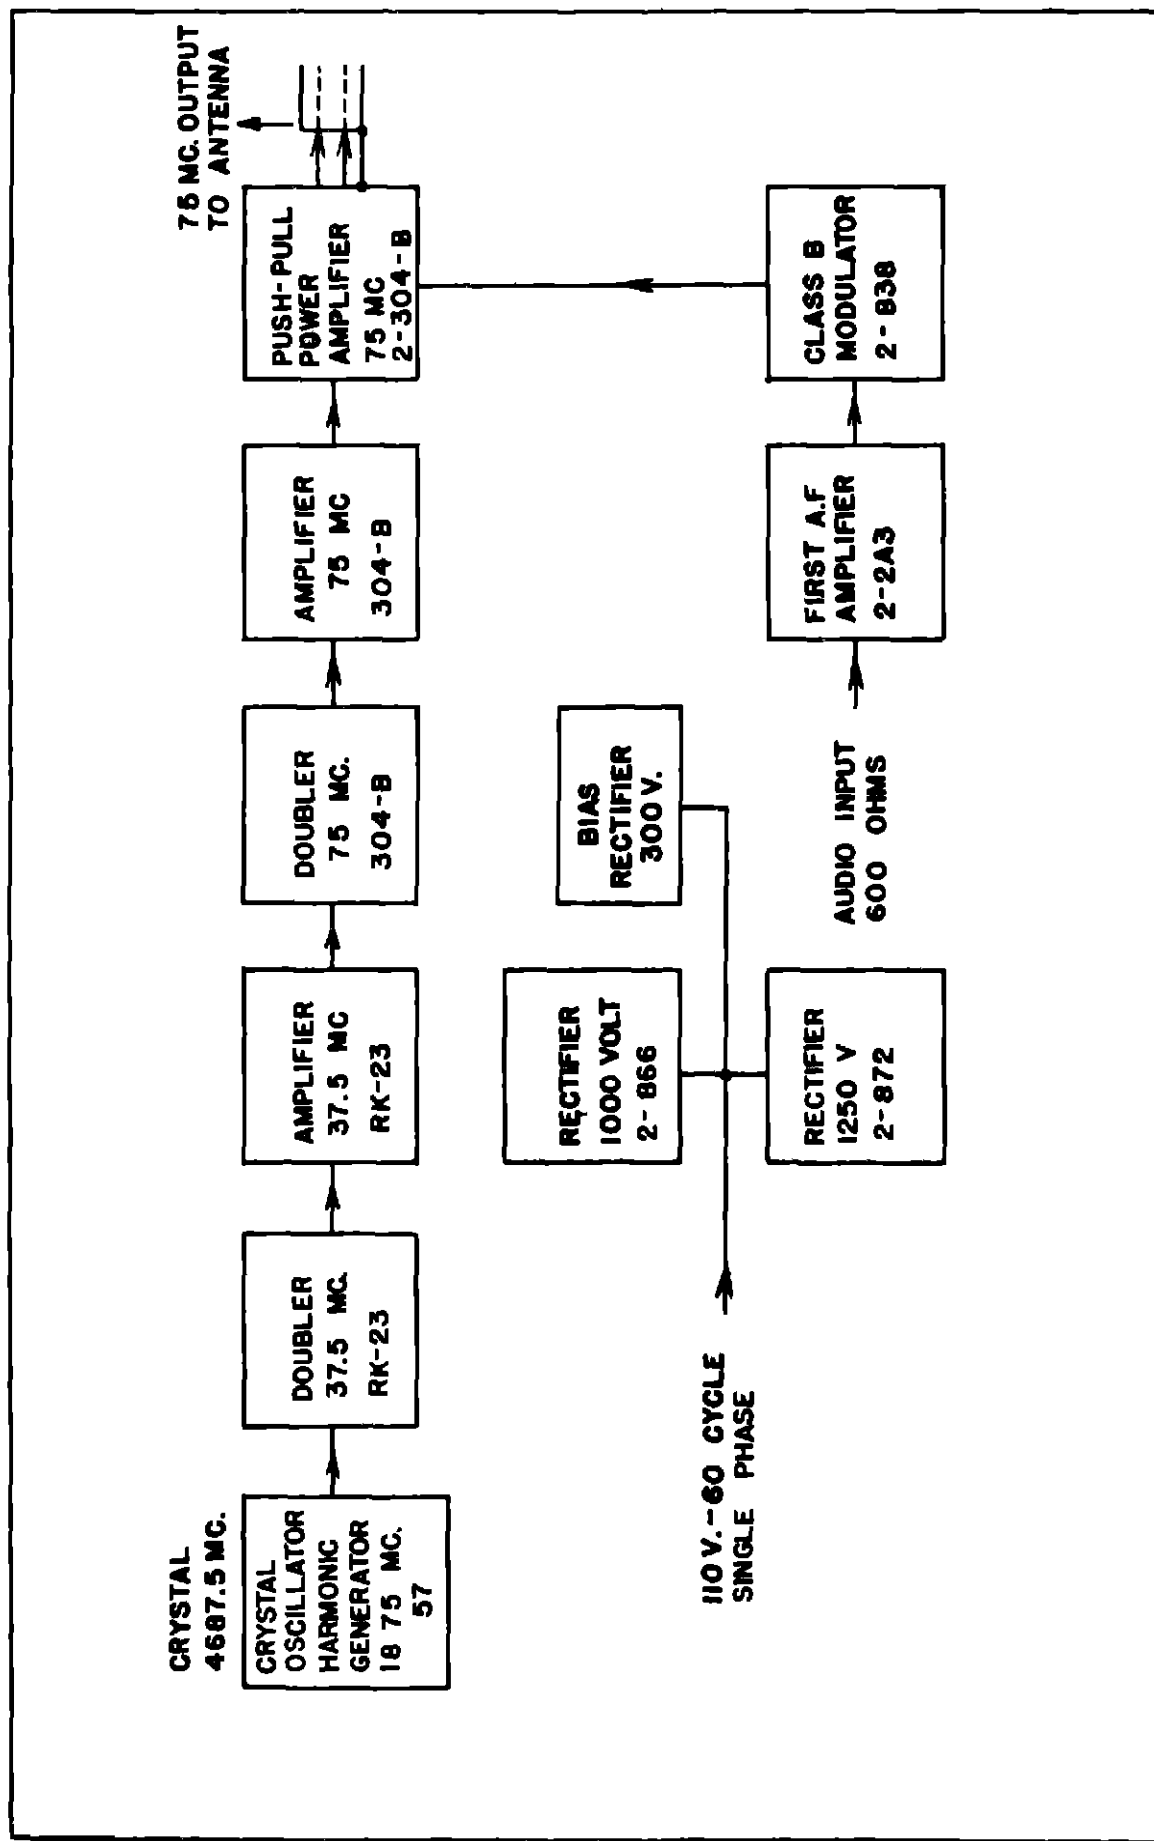 CRYSTAL
4687.5 MC.
CRYSTAL
OSCILLATOR
HARMONIC
GENERATOR
18 75 MC.
57
DOUBLER
37.5 MC.
RK-23
AMPLIFIER
37.5 MC
RK-23
DOUBLER
75 MC.
304-B
AMPLIFIER
75 MC
304-B
PUSH-PULL
POWER
AMPLIFIER
75 MC
2-304-B
75 MC. OUTPUT
TO ANTENNA
110 V.-60 CYCLE
SINGLE PHASE
RECTIFIER
1000 VOLT
2-866
BIAS
RECTIFIER
300 V.
RECTIFIER
1250 V
2-872
AUDIO INPUT
600 OHMS
FIRST A.F
AMPLIFIER
2-2A3
CLASS B
MODULATOR
2-838